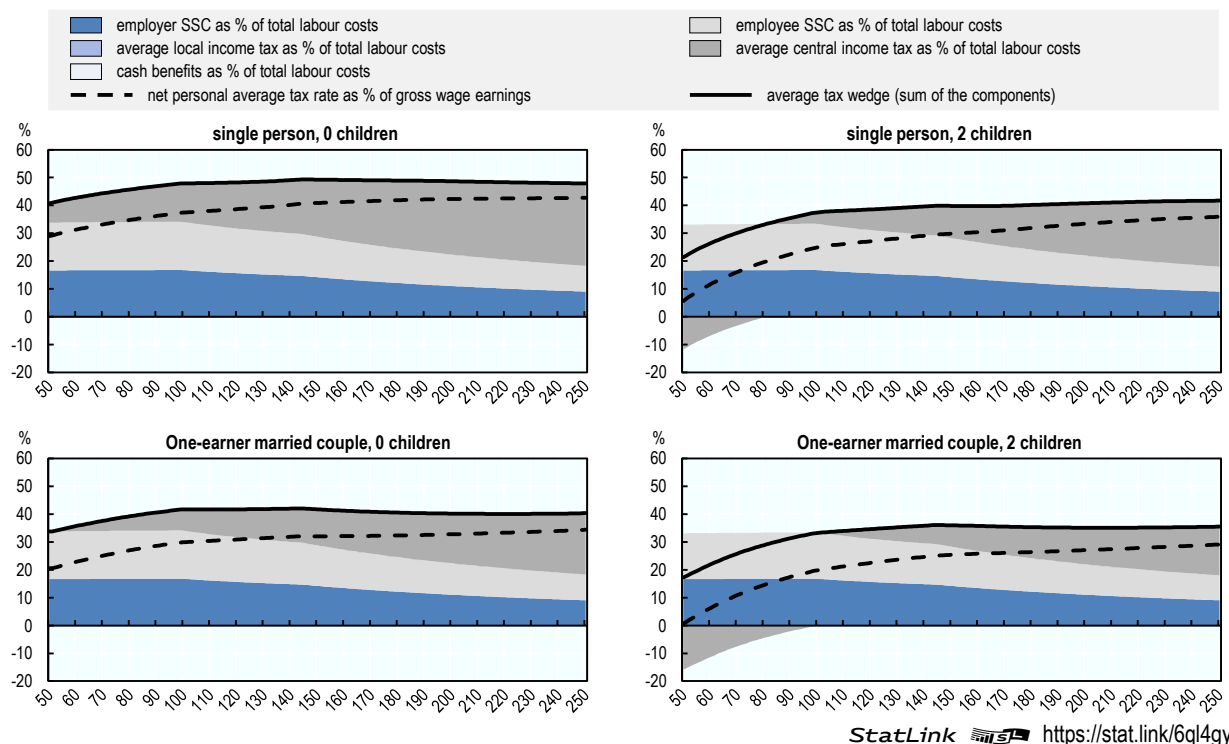 employer SSC as % of total labour costs
employee SSC as % of total labour costs
average local income tax as % of total labour costs
average central income tax as % of total labour costs
cash benefits as % of total labour costs
net personal average tax rate as % of gross wage earnings
average tax wedge (sum of the components)
%
single person, 0 children
60
50
40
30
20
10
0
-10
-20
50 60 70 80 90 100 110 120 130 140 150 160 170 180 190 200 210 220 230 240 250
%
single person, 2 children
60
50
40
30
20
10
0
-10
-20
50 60 70 80 90 100 110 120 130 140 150 160 170 180 190 200 210 220 230 240 250
%
One-earner married couple, 0 children
60
50
40
30
20
10
0
-10
-20
50 60 70 80 90 100 110 120 130 140 150 160 170 180 190 200 210 220 230 240 250
%
One-earner married couple, 2 children
60
50
40
30
20
10
0
-10
-20
50 60 70 80 90 100 110 120 130 140 150 160 170 180 190 200 210 220 230 240 250
StatLink https://stat.link/6ql4gy